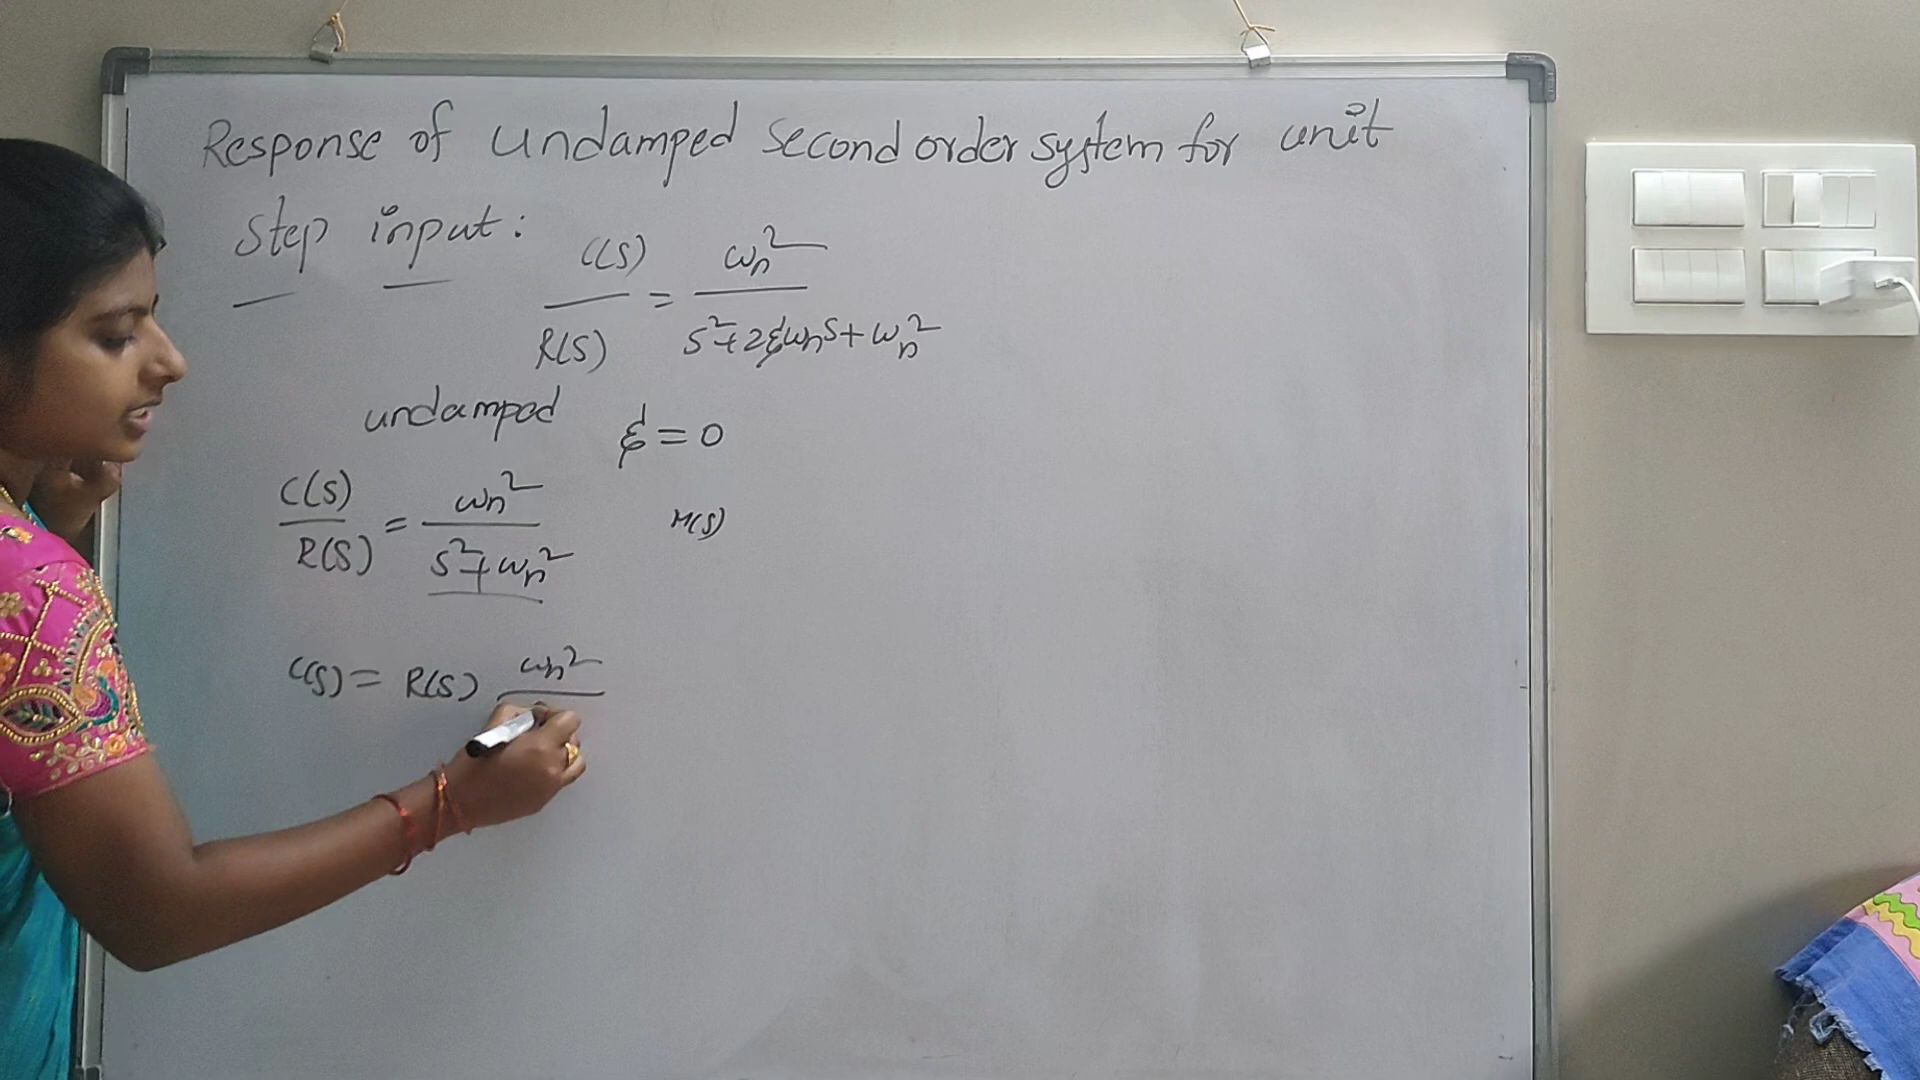 Response of undamped second order system for unit
step input:
C(S)/R(S) = ωn²/(S²+2ξωnS+ωn²)
undamped ξ = 0
C(S)/R(S) = ωn²/(S²+ωn²)
M(S)
C(S) = R(S) ωn²